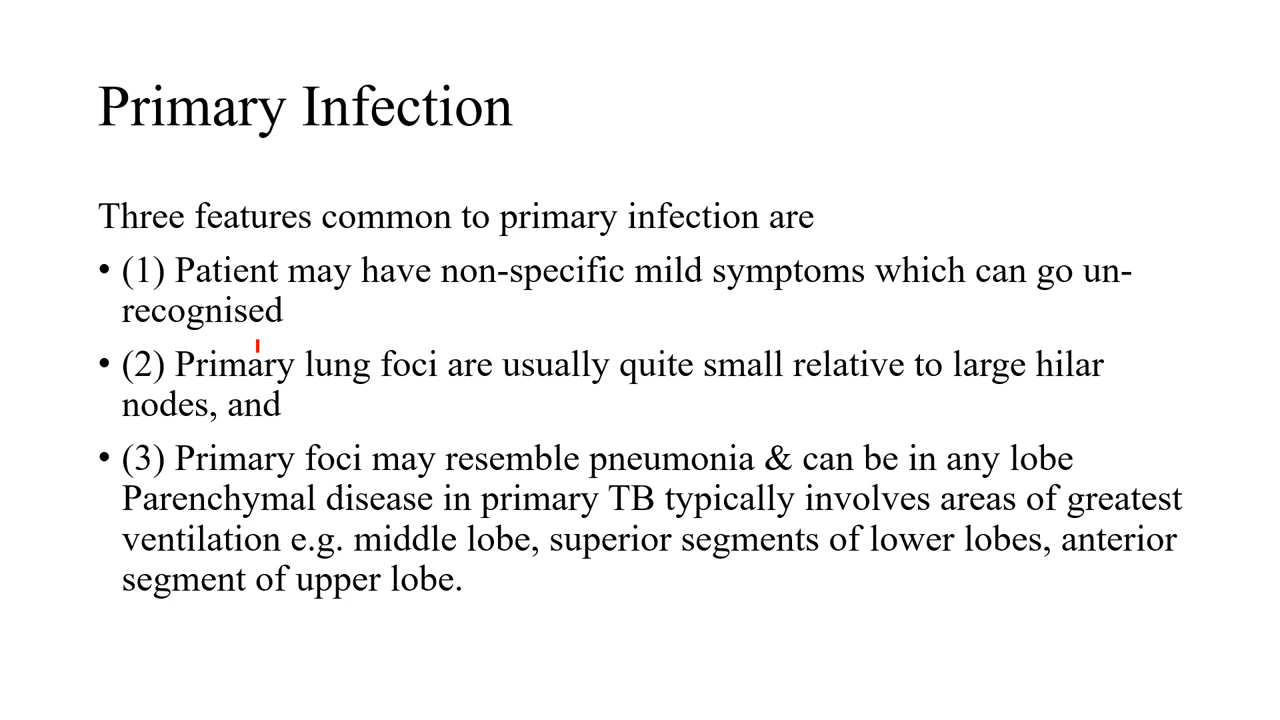 Primary Infection
Three features common to primary infection are
• (1) Patient may have non-specific mild symptoms which can go un-
recognised
• (2) Primary lung foci are usually quite small relative to large hilar
nodes, and
• (3) Primary foci may resemble pneumonia & can be in any lobe
Parenchymal disease in primary TB typically involves areas of greatest
ventilation e.g. middle lobe, superior segments of lower lobes, anterior
segment of upper lobe.